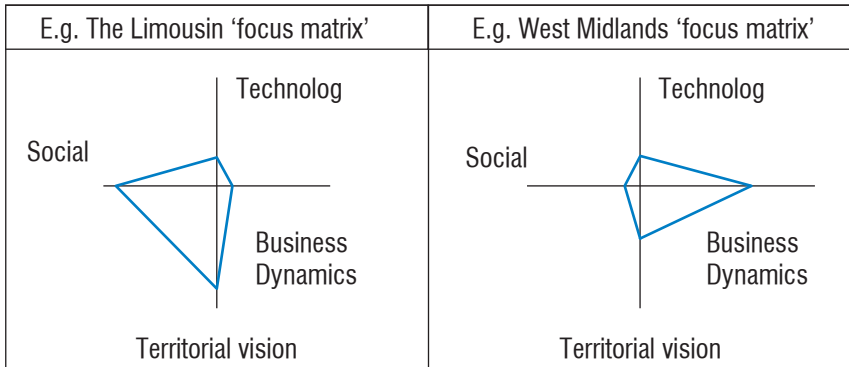 E.g. The Limousin ‘focus matrix’
Technolog
Social
Business
Dynamics
Territorial vision
E.g. West Midlands ‘focus matrix’
Technolog
Social
Business
Dynamics
Territorial vision